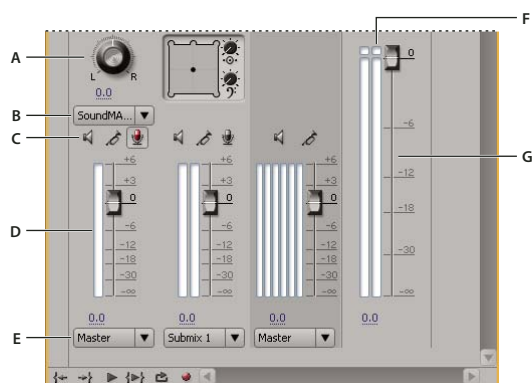 F
A
L R
0.0
B
SoundMA...
C
D
+6 +6 +6
+3 +3 +3
0 0 0
-6 -6 -6
-12 -12 -12
-18 -18 -18
-30 -30 -30
-∞ -∞ -∞
0
-6
-12
-18
-30
-∞
G
0.0 0.0 0.0 0.0
E
Master Submix 1 Master